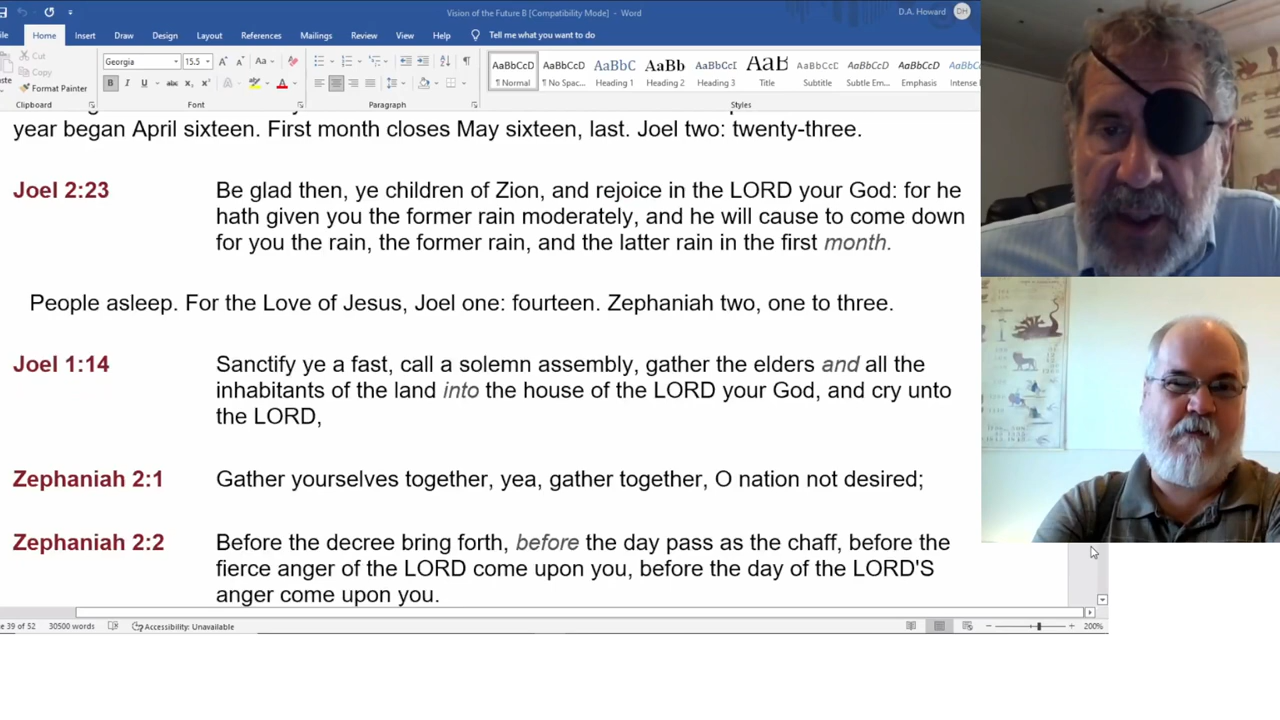 Vision of the Future B [Compatibility Mode] - Word
D.A. Howard
DH
Home Insert Draw Design Layout References Mailings Review View Help Tell me what you want to do
Cut
Copy
Format Painter
Georgia 15.5
AaBbCcD AaBbCcD AaBbC AaBb AaBbCcI AaB AaBbCcD AaBbCcD AaBbCcD
¶ Normal ¶ No Spac... Heading 1 Heading 2 Heading 3 Title Subtitle Subtle Em... Emphasis Intense
Clipboard Font Paragraph Styles
year began April sixteen. First month closes May sixteen, last. Joel two: twenty-three.
Joel 2:23 Be glad then, ye children of Zion, and rejoice in the LORD your God: for he
hath given you the former rain moderately, and he will cause to come down
for you the rain, the former rain, and the latter rain in the first month.
People asleep. For the Love of Jesus, Joel one: fourteen. Zephaniah two, one to three.
Joel 1:14 Sanctify ye a fast, call a solemn assembly, gather the elders and all the
inhabitants of the land into the house of the LORD your God, and cry unto
the LORD,
Zephaniah 2:1 Gather yourselves together, yea, gather together, O nation not desired;
Zephaniah 2:2 Before the decree bring forth, before the day pass as the chaff, before the
fierce anger of the LORD come upon you, before the day of the LORD'S
anger come upon you.
39 of 52 30500 words Accessibility: Unavailable 200%